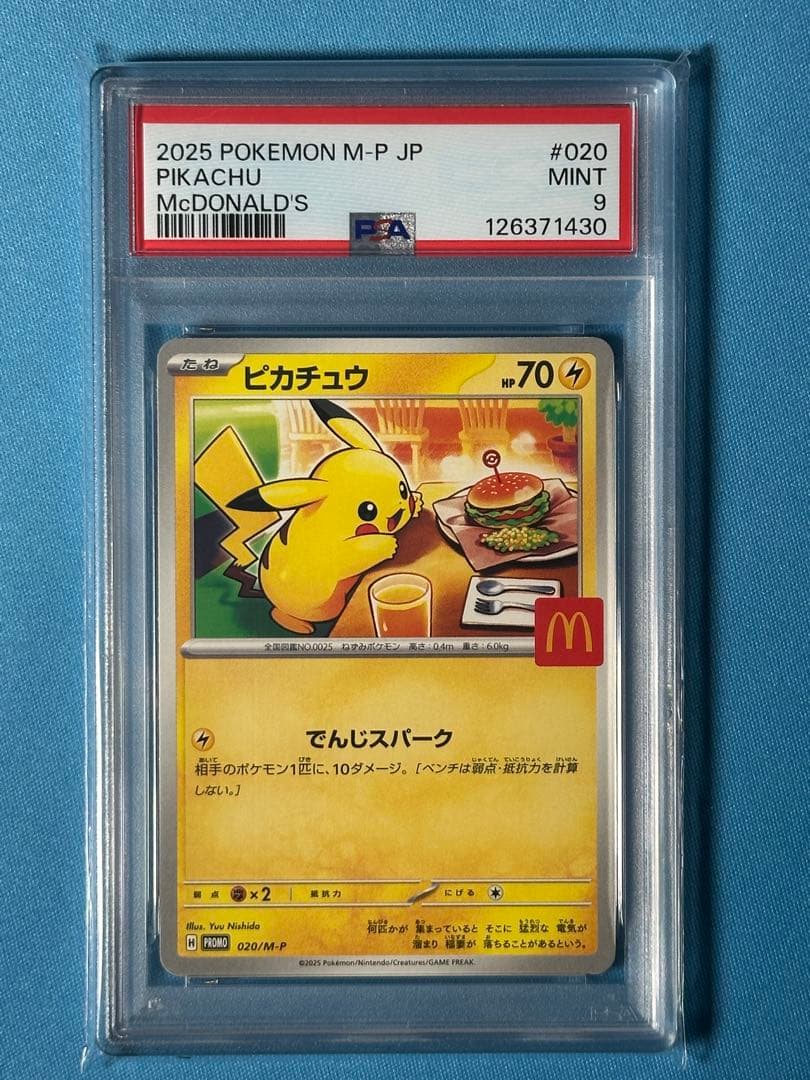 2025 POKEMON M-P JP #020
PIKACHU MINT
McDONALD'S 9
PSA 126371430
たね ピカチュウ HP70
全国図鑑NO.0025 ねずみポケモン 高さ:0.4m 重さ:6.0kg
でんじスパーク
相手のポケモン1匹に、10ダメージ。[ベンチは弱点・抵抗力を計算
しない。]
弱点 ×2 抵抗力 にげる
Illus. Yuu Nishida
何匹かが 集まっていると そこに 猛烈な 電気が
溜まり 稲妻が 落ちることがあるという。
H PROMO 020/M-P
©2025 Pokémon/Nintendo/Creatures/GAME FREAK.